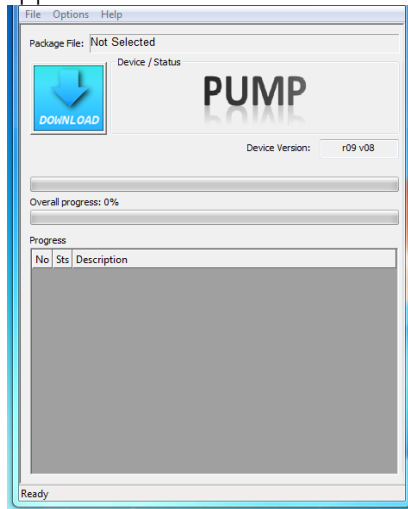 File Options Help
Package File: Not Selected
Device / Status
DOWNLOAD
PUMP
Device Version: r09 v08
Overall progress: 0%
Progress
No Sts Description
Ready